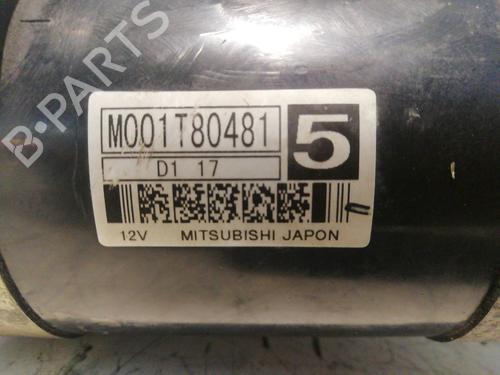 B-PARTS
M001T80481
5
D1 17
12V MITSUBISHI JAPON